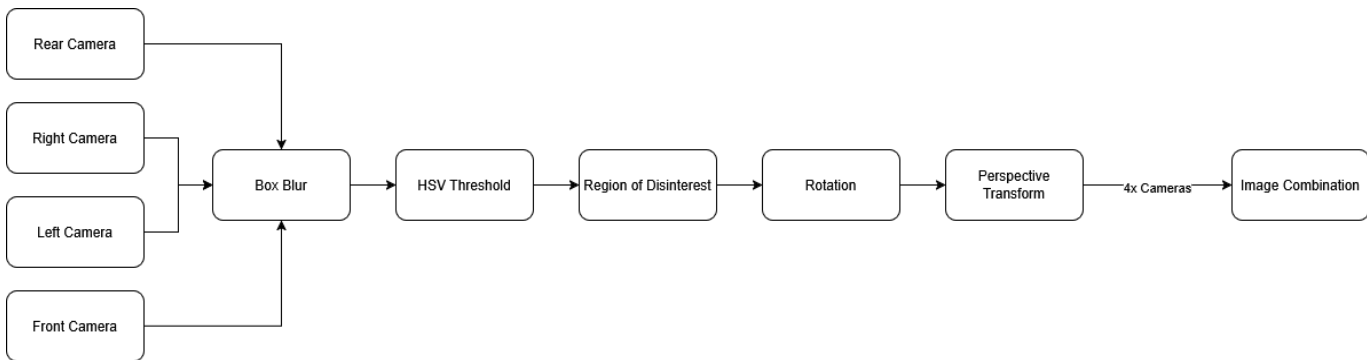 Rear Camera
Right Camera
Left Camera
Front Camera
Box Blur
HSV Threshold
Region of Disinterest
Rotation
Perspective
Transform
4x Cameras
Image Combination